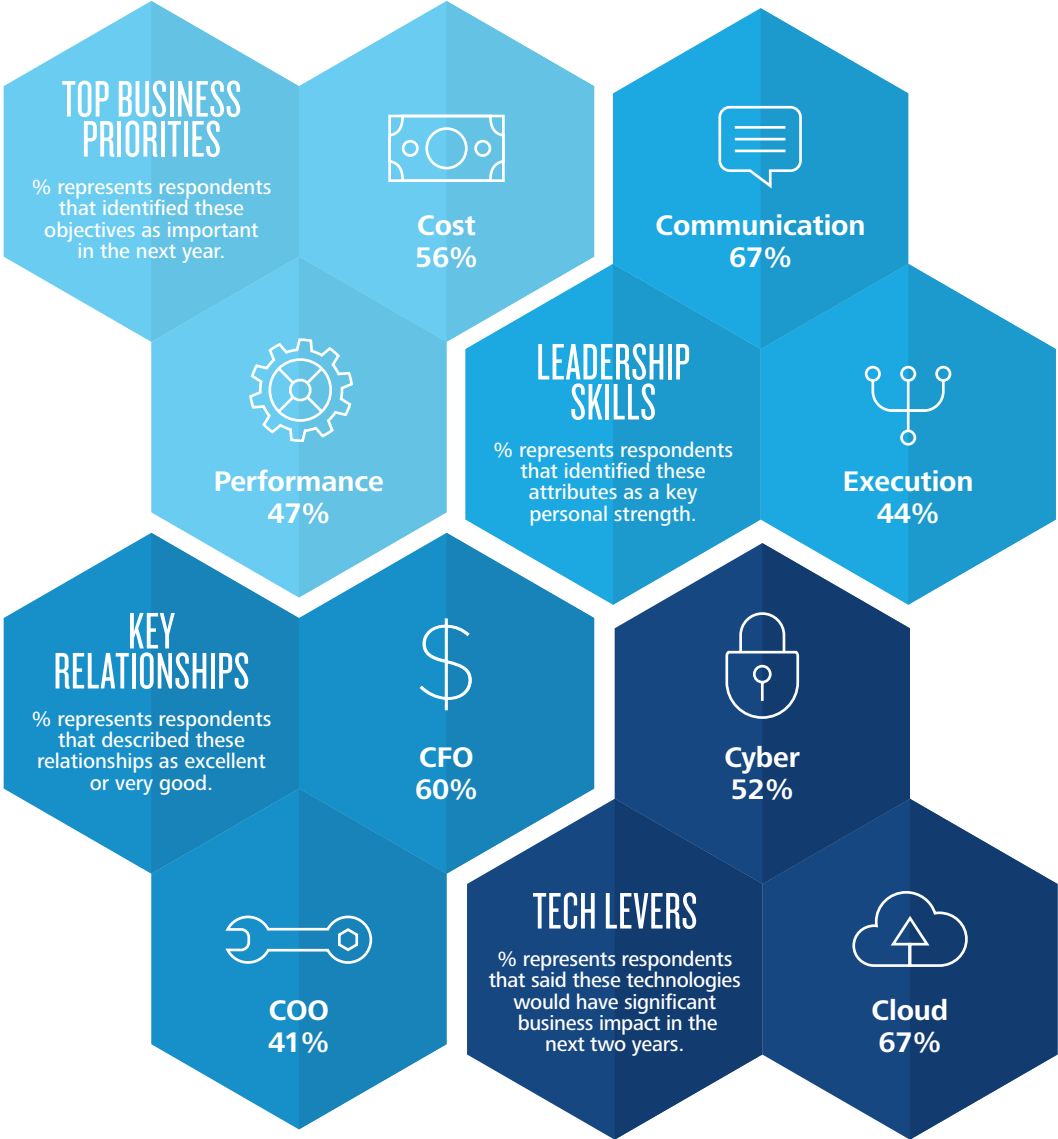 TOP BUSINESS
PRIORITIES
% represents respondents
that identified these
objectives as important
in the next year.
Cost
56%
Performance
47%
Communication
67%
LEADERSHIP
SKILLS
% represents respondents
that identified these
attributes as a key
personal strength.
Execution
44%
KEY
RELATIONSHIPS
% represents respondents
that described these
relationships as excellent
or very good.
CFO
60%
COO
41%
Cyber
52%
TECH LEVERS
% represents respondents
that said these technologies
would have significant
business impact in the
next two years.
Cloud
67%